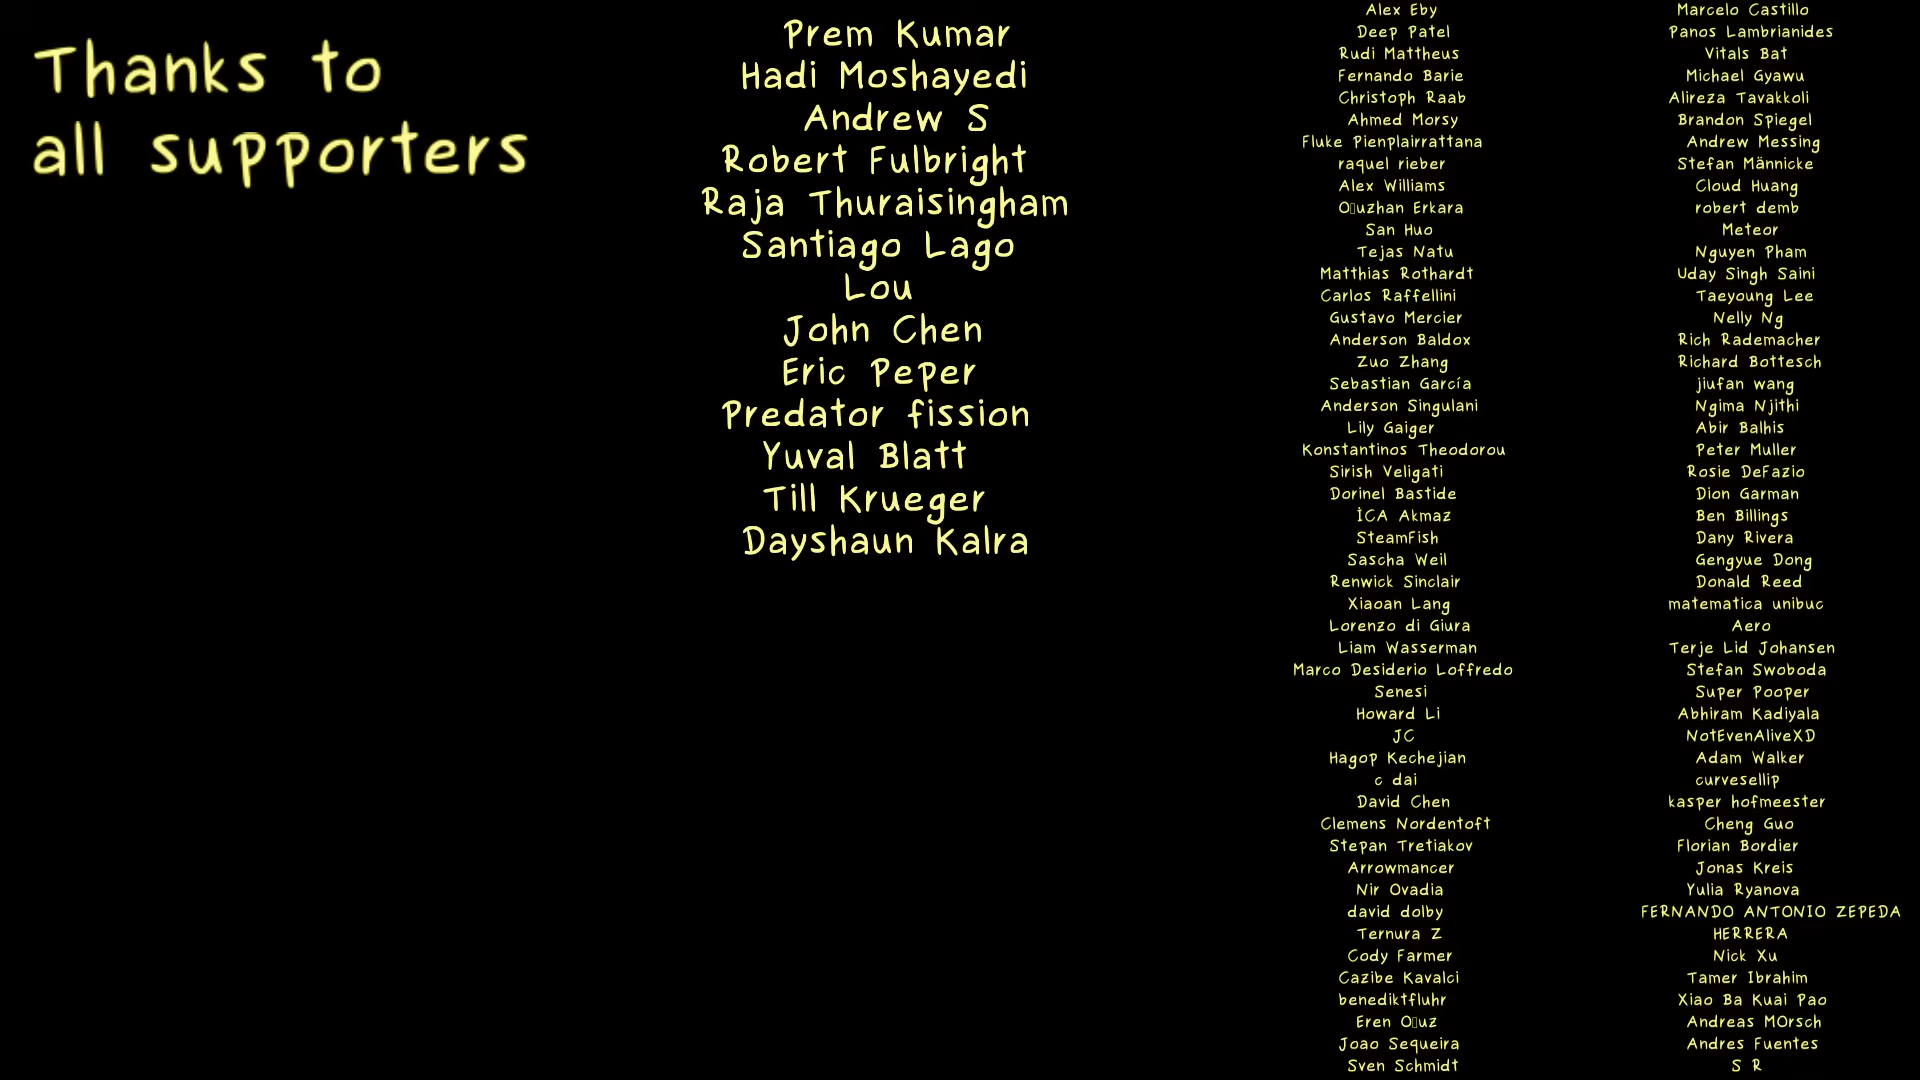 Thanks to
all supporters
Prem Kumar
Hadi Moshayedi
Andrew S
Robert Fulbright
Raja Thuraisingham
Santiago Lago
Lou
John Chen
Eric Peper
Predator fission
Yuval Blatt
Till Krueger
Dayshaun Kalra
Alex Eby
Deep Patel
Rudi Mattheus
Fernando Barie
Christoph Raab
Ahmed Morsy
Fluke Pienplairrattana
raquel rieber
Alex Williams
O▯uzhan Erkara
San Huo
Tejas Natu
Matthias Rothardt
Carlos Raffellini
Gustavo Mercier
Anderson Baldox
Zuo Zhang
Sebastian García
Anderson Singulani
Lily Gaiger
Konstantinos Theodorou
Sirish Veligati
Dorinel Bastide
İCA Akmaz
SteamFish
Sascha Weil
Renwick Sinclair
Xiaoan Lang
Lorenzo di Giura
Liam Wasserman
Marco Desiderio Loffredo
Senesi
Howard Li
JC
Hagop Kechejian
c dai
David Chen
Clemens Nordentoft
Stepan Tretiakov
Arrowmancer
Nir Ovadia
david dolby
Ternura Z
Cody Farmer
Cazibe Kavalci
benediktfluhr
Eren O▯uz
Joao Sequeira
Sven Schmidt
Marcelo Castillo
Panos Lambrianides
Vitals Bat
Michael Gyawu
Alireza Tavakkoli
Brandon Spiegel
Andrew Messing
Stefan Männicke
Cloud Huang
robert demb
Meteor
Nguyen Pham
Uday Singh Saini
Taeyoung Lee
Nelly Ng
Rich Rademacher
Richard Bottesch
jiufan wang
Ngima Njithi
Abir Balhis
Peter Muller
Rosie DeFazio
Dion Garman
Ben Billings
Dany Rivera
Gengyue Dong
Donald Reed
matematica unibuc
Aero
Terje Lid Johansen
Stefan Swoboda
Super Pooper
Abhiram Kadiyala
NotEvenAliveXD
Adam Walker
curvesellip
kasper hofmeester
Cheng Guo
Florian Bordier
Jonas Kreis
Yulia Ryanova
FERNANDO ANTONIO ZEPEDA
HERRERA
Nick Xu
Tamer Ibrahim
Xiao Ba Kuai Pao
Andreas MOrsch
Andres Fuentes
S R